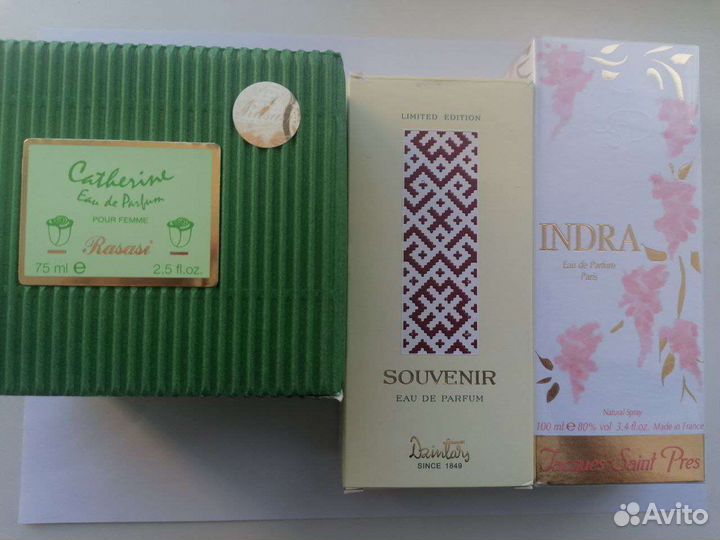 Catherine
Eau de Parfum
POUR FEMME
Rasasi
75 ml e 2.5 fl.oz.
LIMITED EDITION
SOUVENIR
EAU DE PARFUM
Dzintars
SINCE 1849
INDRA
Eau de Parfum
Paris
Natural Spray
100 ml e 80% vol 3.4 fl.oz. Made in France
Jacques Saint Pres
Avito